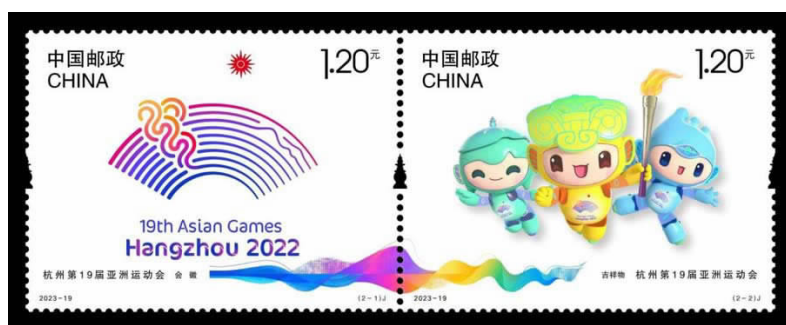 中国邮政
CHINA
1.20元
19th Asian Games
Hangzhou 2022
杭州第19届亚洲运动会 会徽
2023-19
(2-1)J
中国邮政
CHINA
1.20元
吉祥物 杭州第19届亚洲运动会
2023-19
(2-2)J